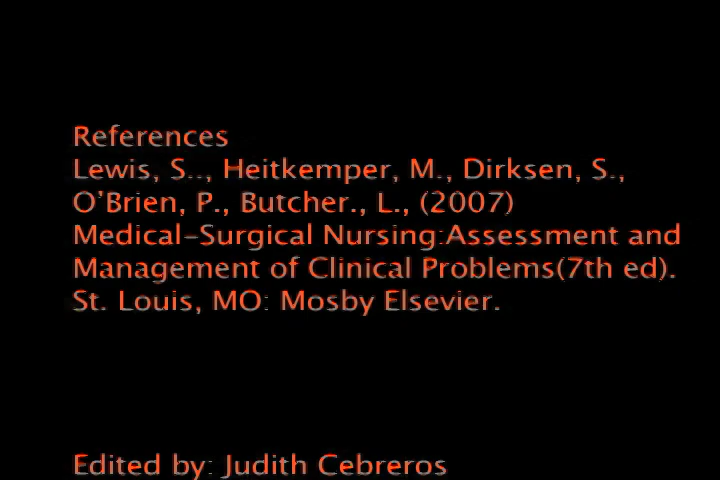 References
Lewis, S.., Heitkemper, M., Dirksen, S.,
O'Brien, P., Butcher., L., (2007)
Medical-Surgical Nursing:Assessment and
Management of Clinical Problems(7th ed).
St. Louis, MO: Mosby Elsevier.
Edited by: Judith Cebreros